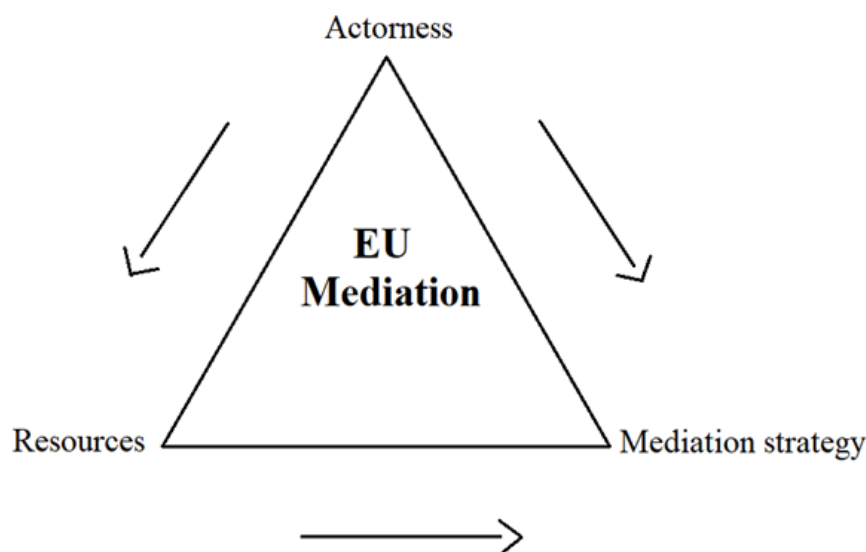 Actorness
EU
Mediation
Resources
Mediation strategy